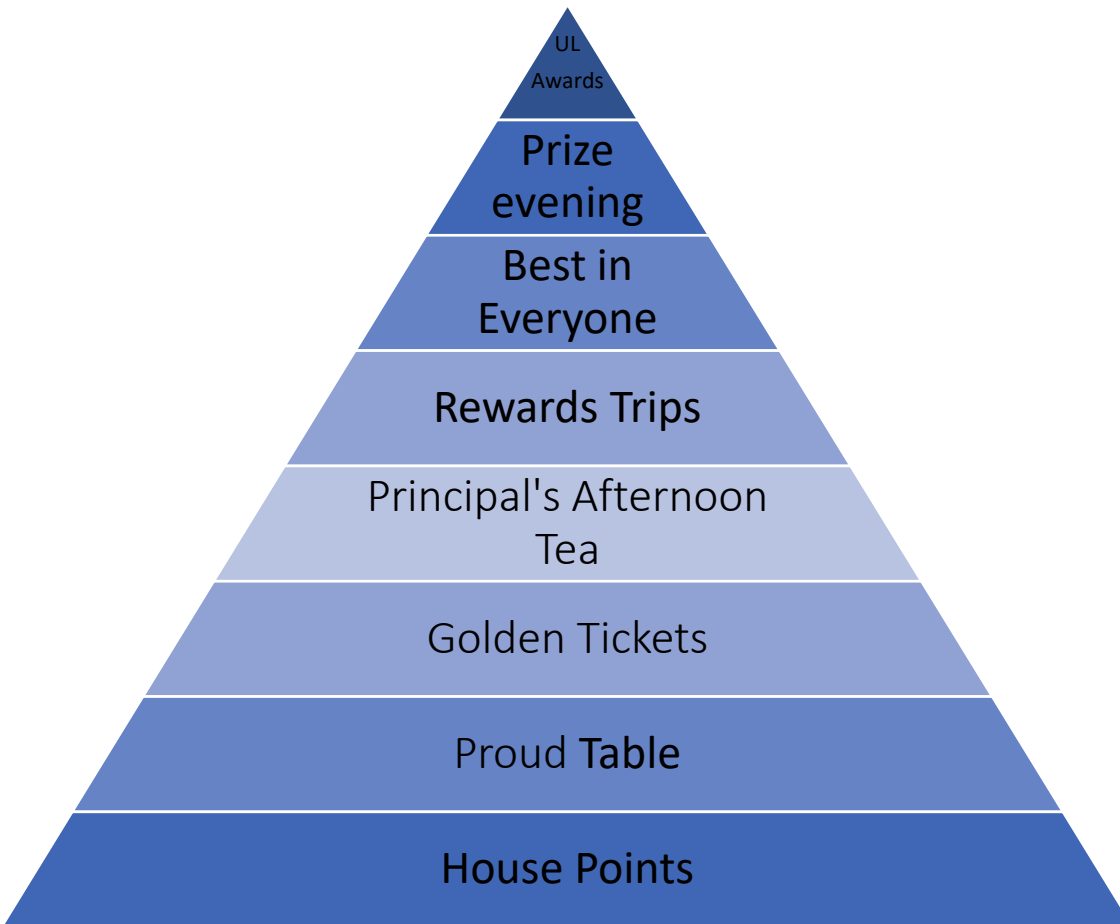 UL
Awards
Prize
evening
Best in
Everyone
Rewards Trips
Principal's Afternoon
Tea
Golden Tickets
Proud Table
House Points